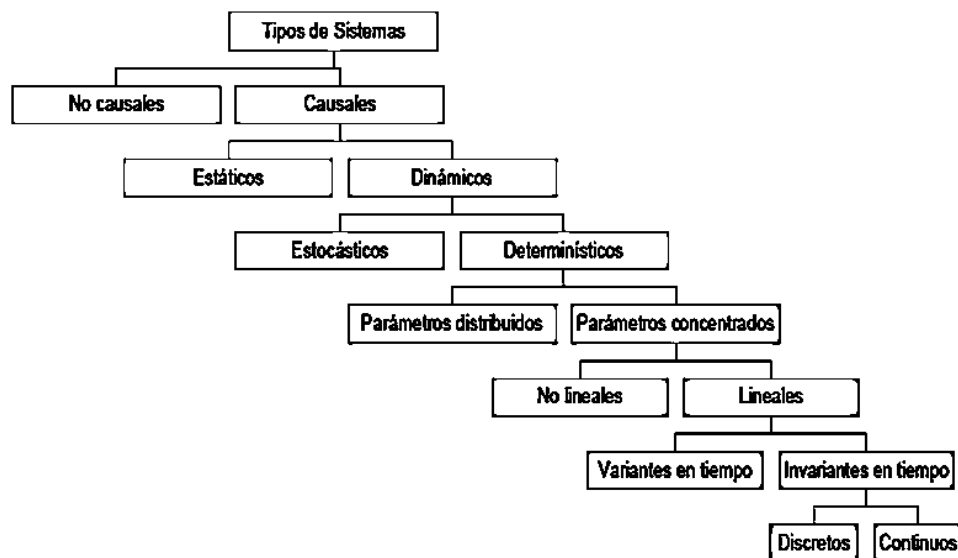 Tipos de Sistemas
No causales
Causales
Estáticos
Dinámicos
Estocásticos
Determinísticos
Parámetros distribuidos
Parámetros concentrados
No lineales
Lineales
Variantes en tiempo
Invariantes en tiempo
Discretos
Continuos